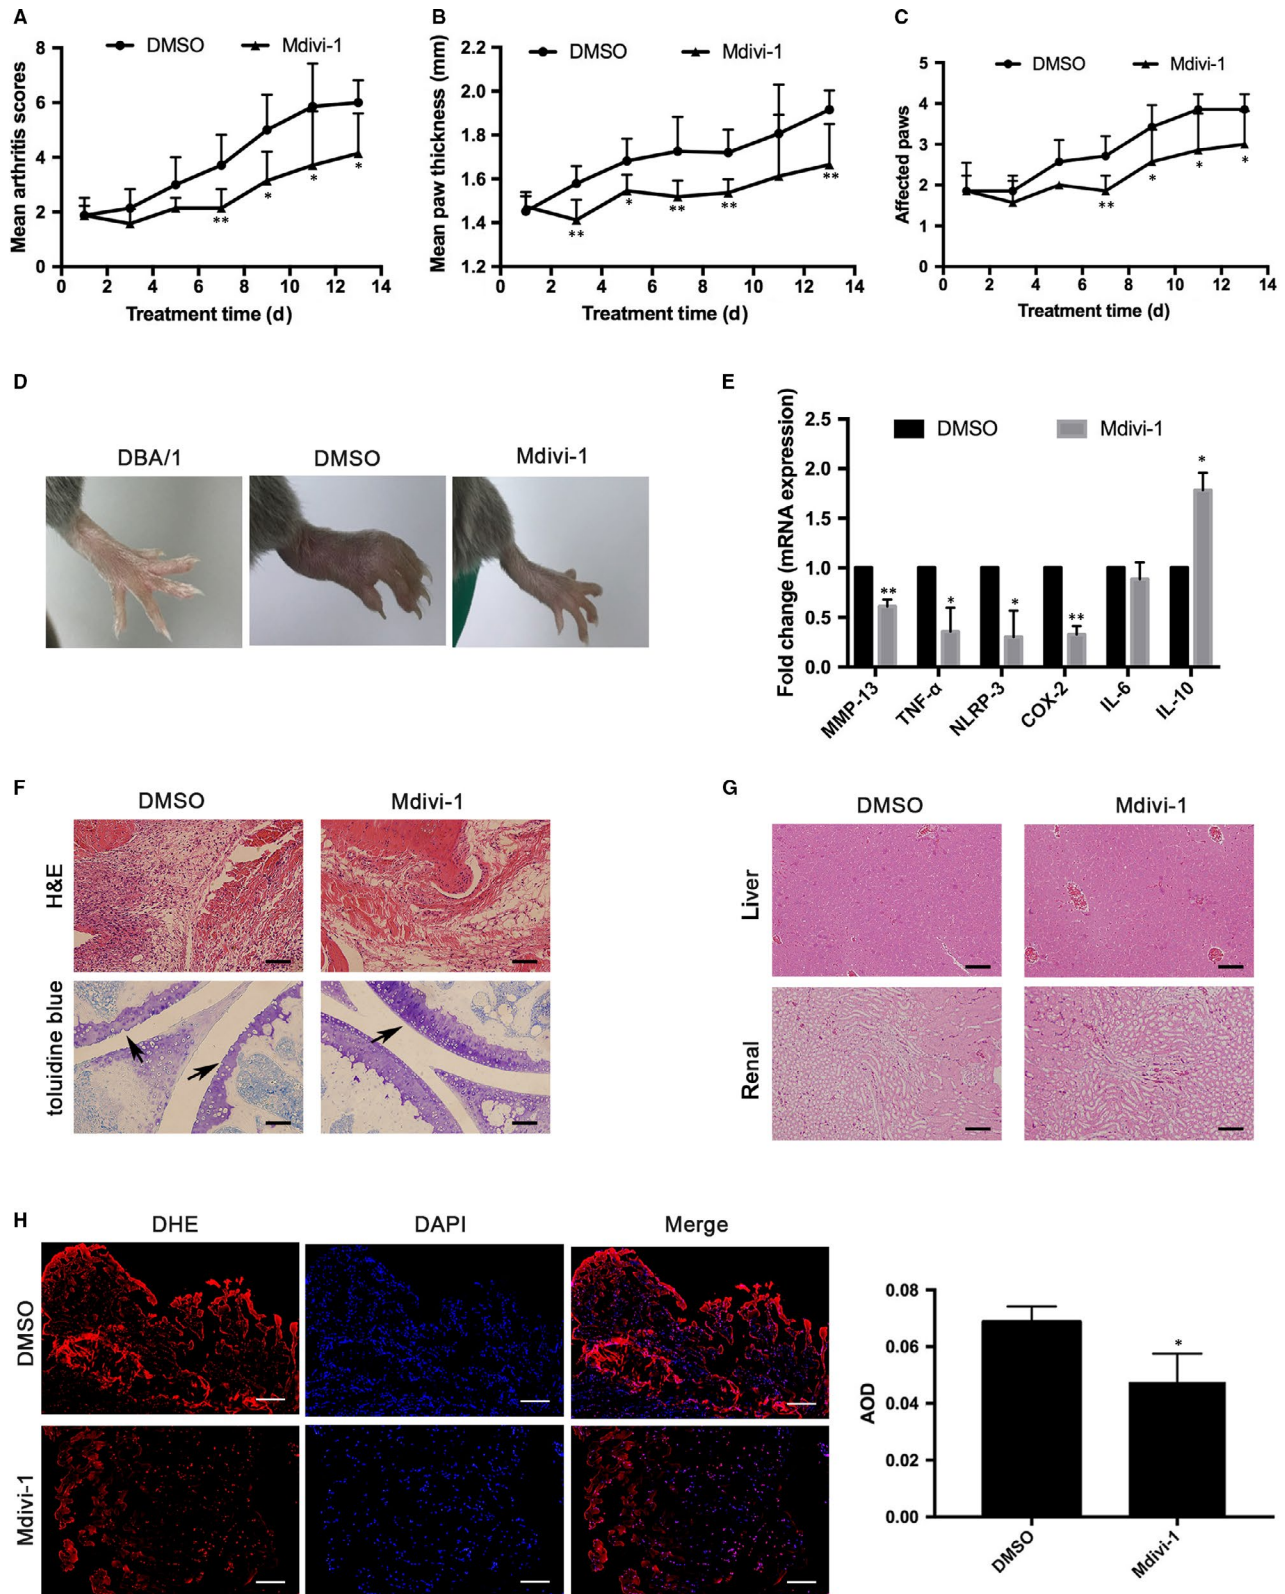 A
DMSO
Mdivi-1
Mean arthritis scores
8
6
4
2
0
**
*
*
*
0 2 4 6 8 10 12 14
Treatment time (d)
B
DMSO
Mdivi-1
Mean paw thickness (mm)
2.2
2.0
1.8
1.6
1.4
1.2
**
*
**
**
**
0 2 4 6 8 10 12 14
Treatment time (d)
C
DMSO
Mdivi-1
Affected paws
5
4
3
2
1
0
**
*
*
*
0 2 4 6 8 10 12 14
Treatment time (d)
D
DBA/1
DMSO
Mdivi-1
E
DMSO
Mdivi-1
Fold change (mRNA expression)
2.5
2.0
1.5
1.0
0.5
0.0
**
*
*
**
*
MMP-13
TNF-α
NLRP-3
COX-2
IL-6
IL-10
F
DMSO
Mdivi-1
H&E
toluidine blue
G
DMSO
Mdivi-1
Liver
Renal
H
DHE
DAPI
Merge
DMSO
Mdivi-1
AOD
0.08
0.06
0.04
0.02
0.00
*
DMSO
Mdivi-1